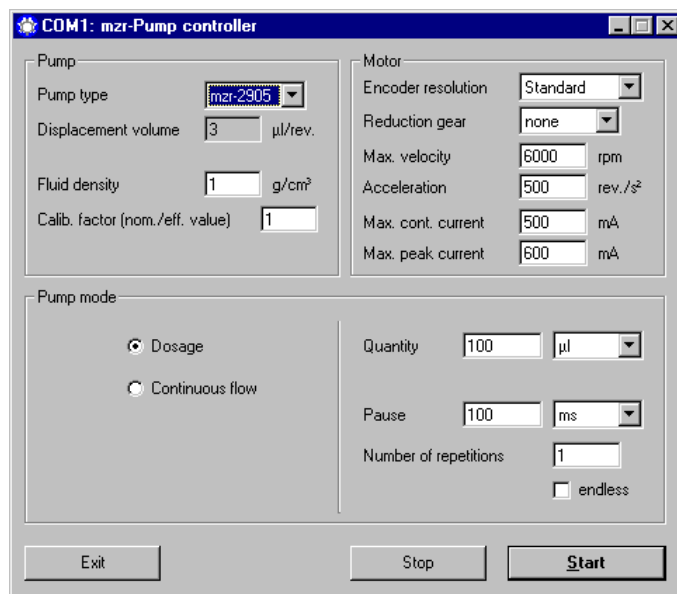 COM1: mzr-Pump controller
Pump
Pump type mzr-2905
Displacement volume 3 µl/rev.
Fluid density 1 g/cm³
Calib. factor (nom./eff. value) 1
Motor
Encoder resolution Standard
Reduction gear none
Max. velocity 6000 rpm
Acceleration 500 rev./s²
Max. cont. current 500 mA
Max. peak current 600 mA
Pump mode
Dosage
Continuous flow
Quantity 100 µl
Pause 100 ms
Number of repetitions 1
endless
Exit Stop Start